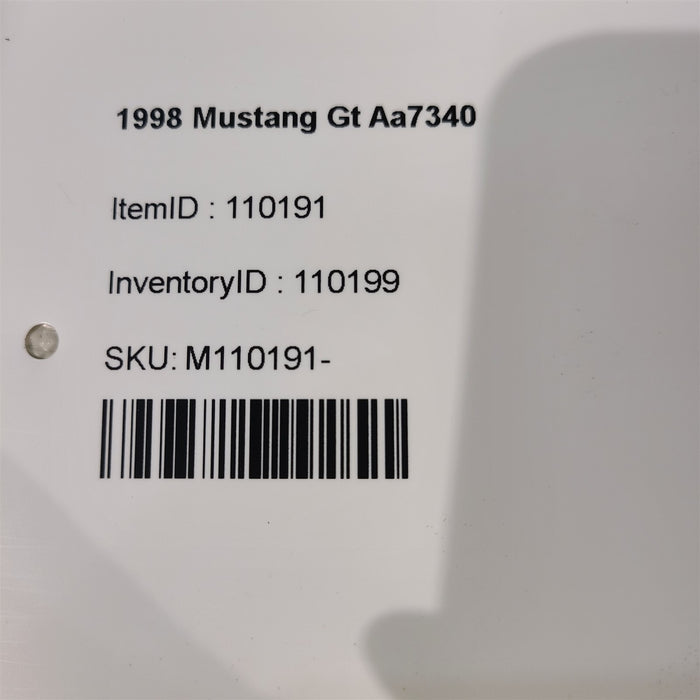 1998 Mustang Gt Aa7340
ItemID : 110191
InventoryID : 110199
SKU: M110191-